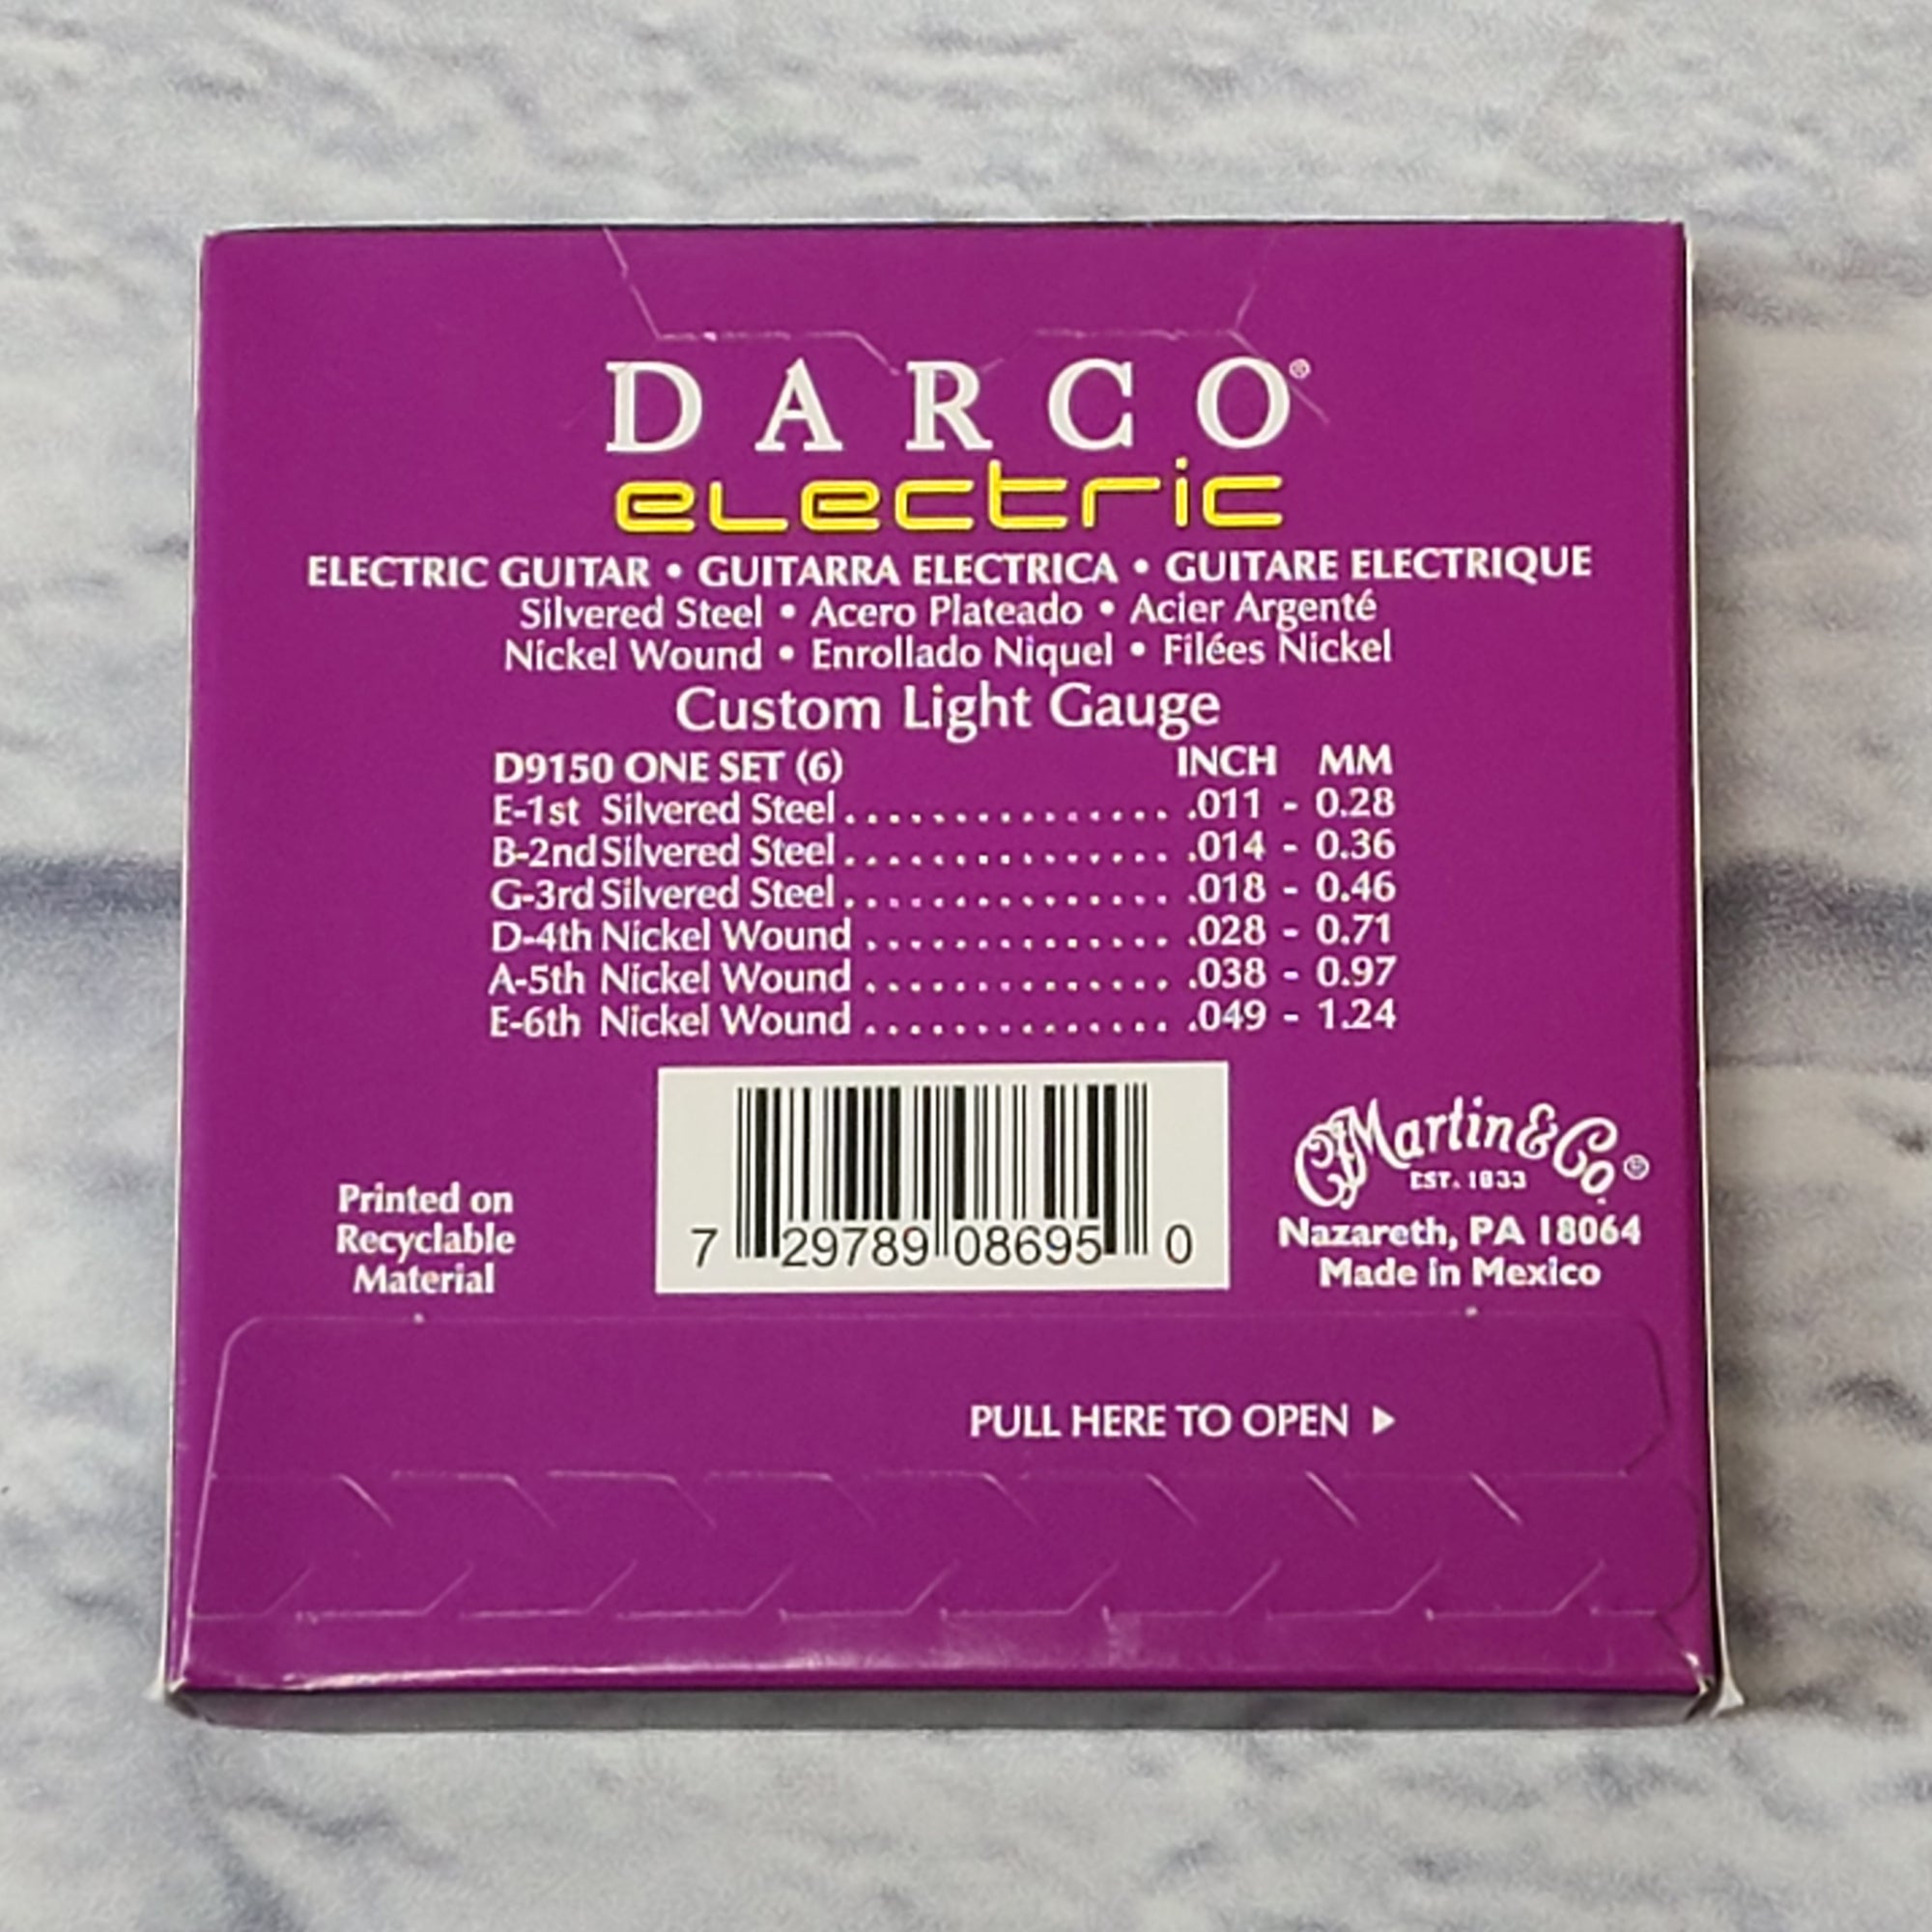 DARCO®
electric
ELECTRIC GUITAR • GUITARRA ELECTRICA • GUITARE ELECTRIQUE
Silvered Steel • Acero Plateado • Acier Argenté
Nickel Wound • Enrollado Niquel • Filées Nickel
Custom Light Gauge
D9150 ONE SET (6) INCH MM
E-1st Silvered Steel ............... .011 - 0.28
B-2nd Silvered Steel ............... .014 - 0.36
G-3rd Silvered Steel ............... .018 - 0.46
D-4th Nickel Wound .............. .028 - 0.71
A-5th Nickel Wound .............. .038 - 0.97
E-6th Nickel Wound .............. .049 - 1.24
Printed on
Recyclable
Material
7 29789 08695 0
CF Martin & Co®
EST. 1833
Nazareth, PA 18064
Made in Mexico
PULL HERE TO OPEN ▶